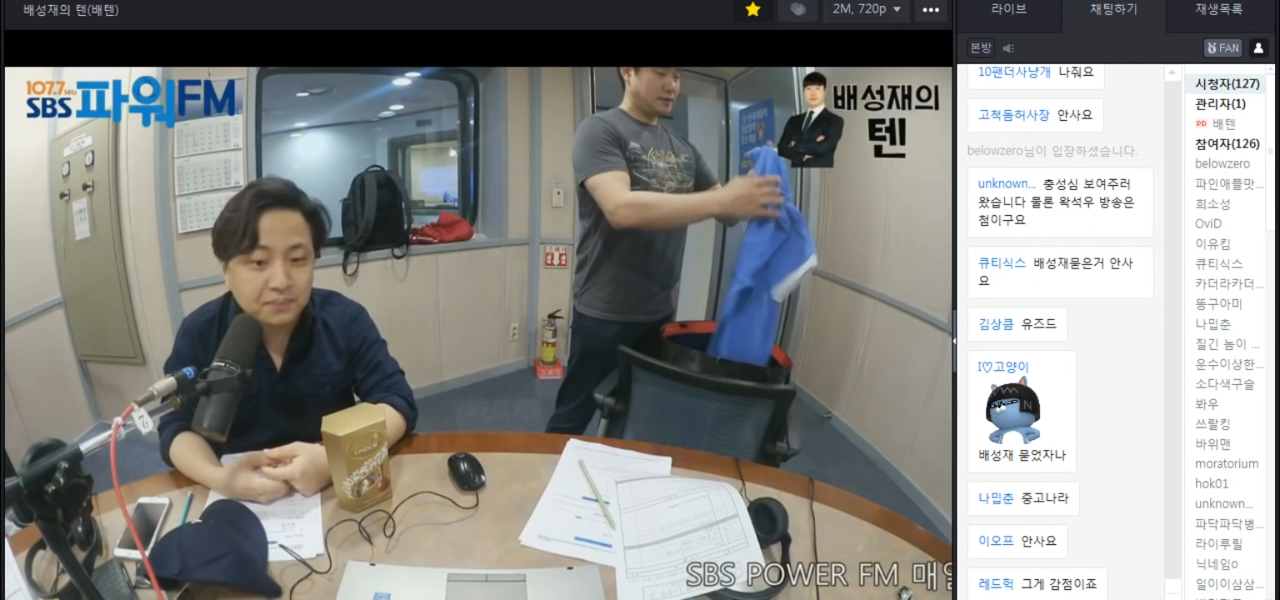 배성재의 텐(배텐)
2M, 720p
라이브
채팅하기
재생목록
본방
FAN
107.7 MHz
SBS 파워FM
배성재의
텐
SBS POWER FM 매일
10팬더사냥개 나줘요
고척돔허사장 안사요
belowzero님이 입장하셨습니다.
unknown... 충성심 보여주러
왔습니다 물론 왁석우 방송은
첨이구요
큐티식스 배성재묻은거 안사
요
김상큼 유즈드
I♡고양이
배성재 묻었자나
나밉춘 중고나라
이오프 안사요
레드헉 그게 감점이죠
시청자(127)
관리자(1)
PD 배텐
참여자(126)
belowzero
파인애플맛...
희소성
OviD
이유킴
큐티식스
카더라카더...
똥구아미
나밉춘
질긴 놈이 ...
운수이상한...
소다색구슬
봐우
쓰랄킹
바위맨
moratorium
hok01
unknown...
파닥파닥병...
라이루릴
닉네임o
일이이삼삼...